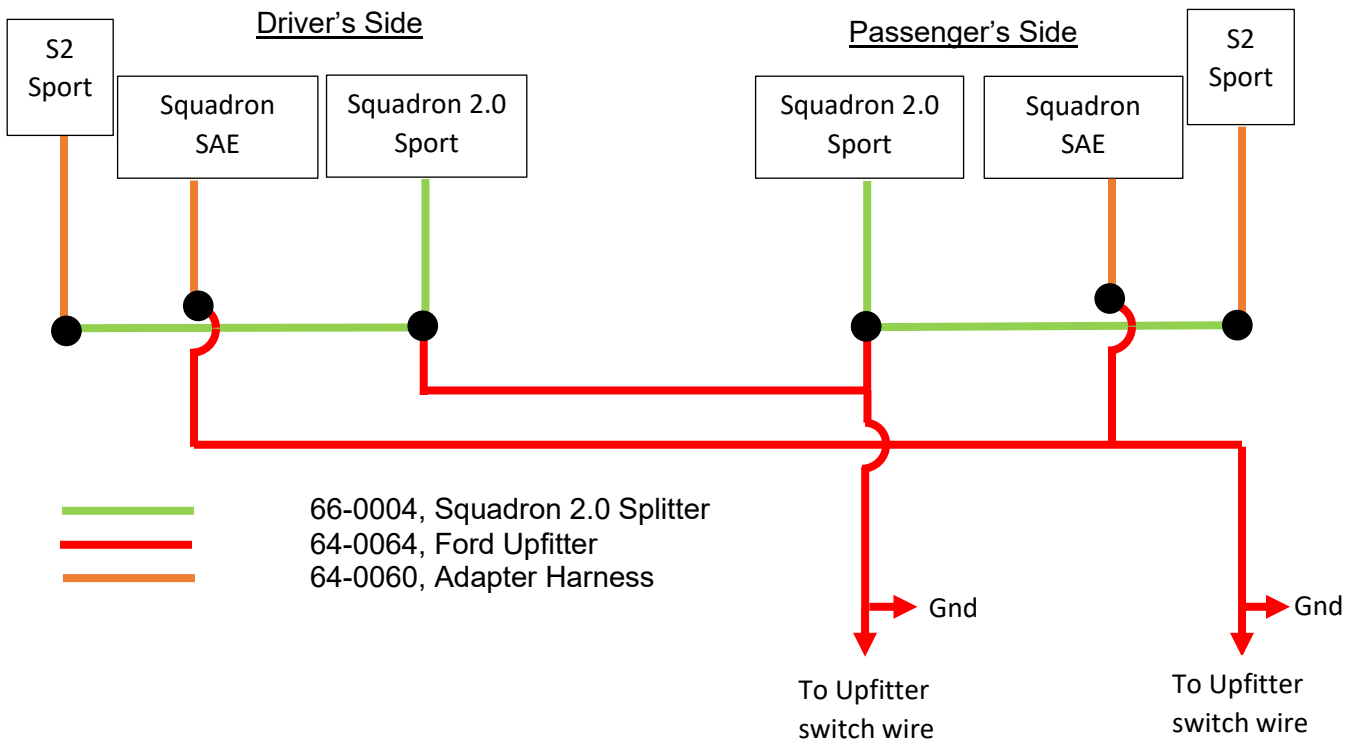 Driver's Side
Passenger's Side
S2
Sport
Squadron
SAE
Squadron 2.0
Sport
Squadron 2.0
Sport
Squadron
SAE
S2
Sport
66-0004, Squadron 2.0 Splitter
64-0064, Ford Upfitter
64-0060, Adapter Harness
Gnd
Gnd
To Upfitter
switch wire
To Upfitter
switch wire